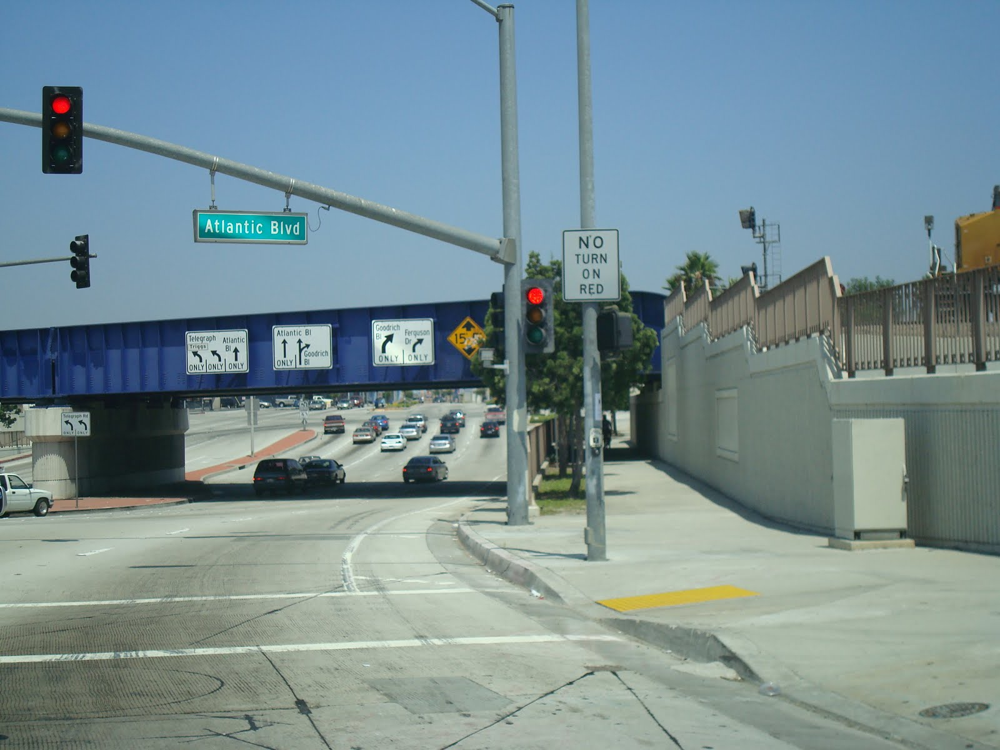 Atlantic Blvd
NO
TURN
ON
RED
Telegraph
Triggs
Atlantic
Bl
ONLY ONLY ONLY
Atlantic Bl
Goodrich
Bl
ONLY
Goodrich
Bl
ONLY
Ferguson
Dr
ONLY
Telegraph Rd
ONLY ONLY